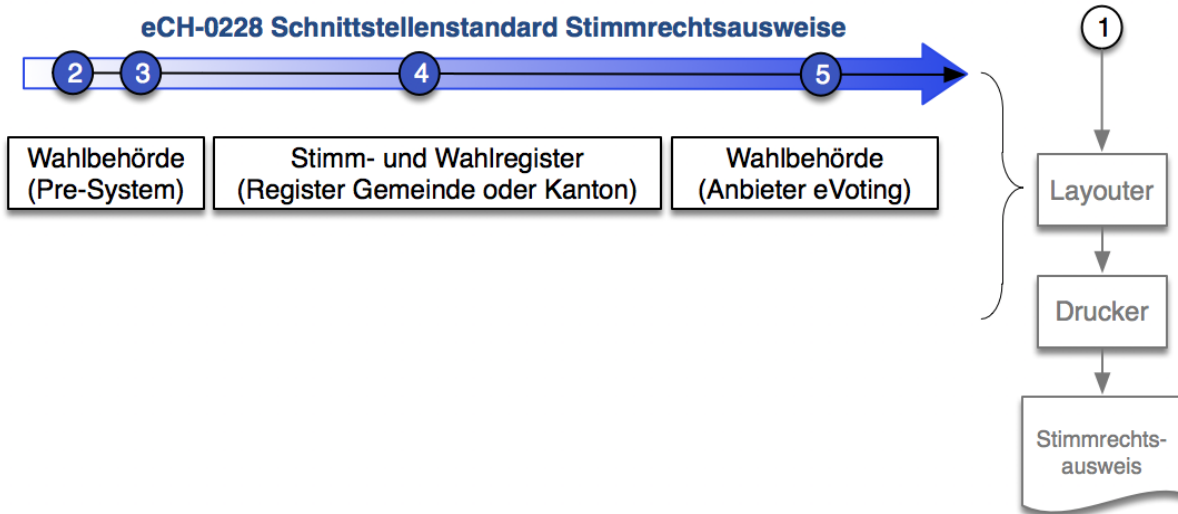 eCH-0228 Schnittstellenstandard Stimmrechtsausweise
1
2
3
4
5
Wahlbehörde
(Pre-System)
Stimm- und Wahlregister
(Register Gemeinde oder Kanton)
Wahlbehörde
(Anbieter eVoting)
Layouter
Drucker
Stimmrechts-
ausweis